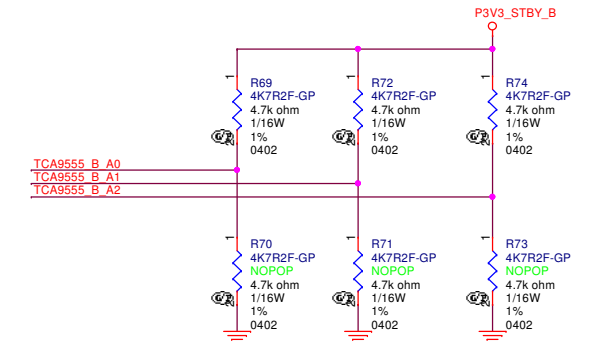 P3V3_STBY_B
1
R69
4K7R2F-GP
4.7k ohm
1/16W
1%
0402
1
R72
4K7R2F-GP
4.7k ohm
1/16W
1%
0402
1
R74
4K7R2F-GP
4.7k ohm
1/16W
1%
0402
TCA9555_B_A0
TCA9555_B_A1
TCA9555_B_A2
1
R70
4K7R2F-GP
NOPOP
4.7k ohm
1/16W
1%
0402
1
R71
4K7R2F-GP
NOPOP
4.7k ohm
1/16W
1%
0402
1
R73
4K7R2F-GP
NOPOP
4.7k ohm
1/16W
1%
0402